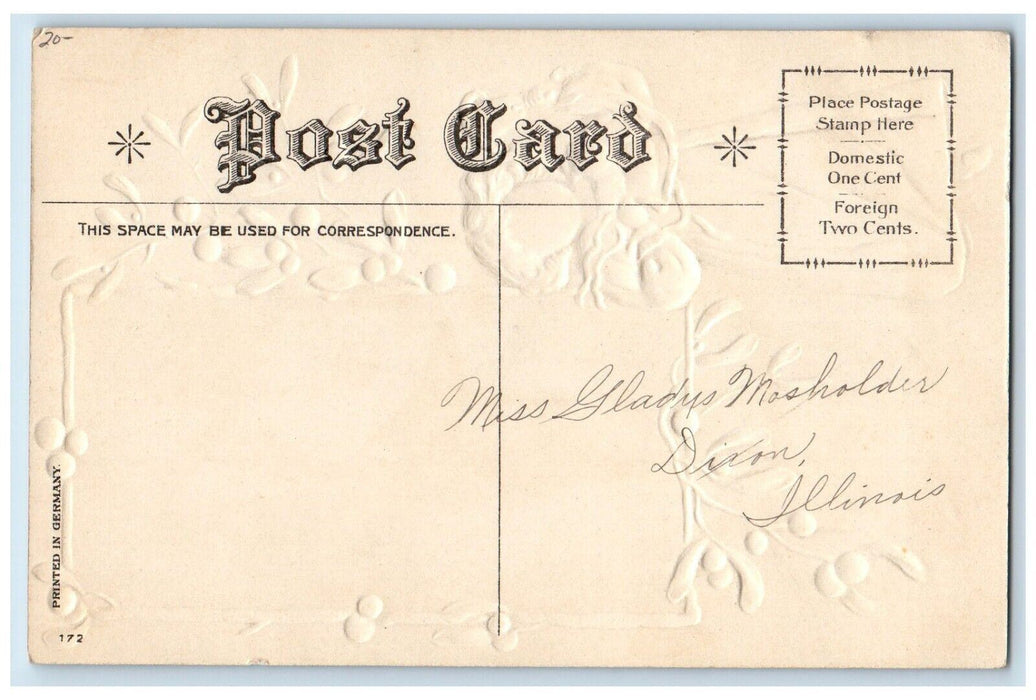 20-
Post Card
Place Postage
Stamp Here
Domestic
One Cent
Foreign
Two Cents.
THIS SPACE MAY BE USED FOR CORRESPONDENCE.
Miss Gladys Mosholder
Dixon,
Illinois
PRINTED IN GERMANY.
172